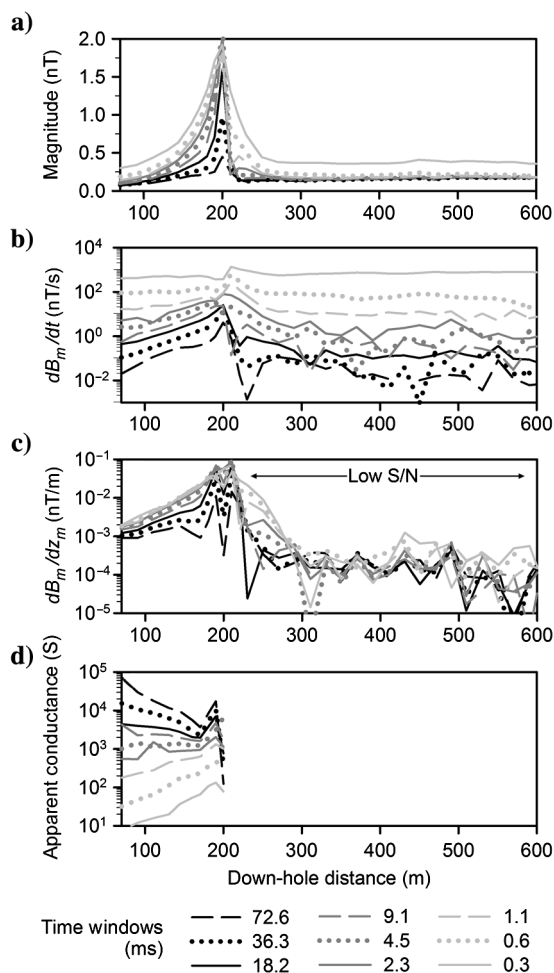 a)
Magnitude (nT)
2.0
1.5
1.0
0.5
0.0
100 200 300 400 500 600
b)
dBm/dt (nT/s)
10^4
10^2
10^0
10^−2
100 200 300 400 500 600
c)
dBm/dzm (nT/m)
10^−1
10^−2
10^−3
10^−4
10^−5
Low S/N
100 200 300 400 500 600
d)
Apparent conductance (S)
10^5
10^4
10^3
10^2
10^1
100 200 300 400 500 600
Down-hole distance (m)
Time windows
(ms)
72.6 9.1 1.1
36.3 4.5 0.6
18.2 2.3 0.3